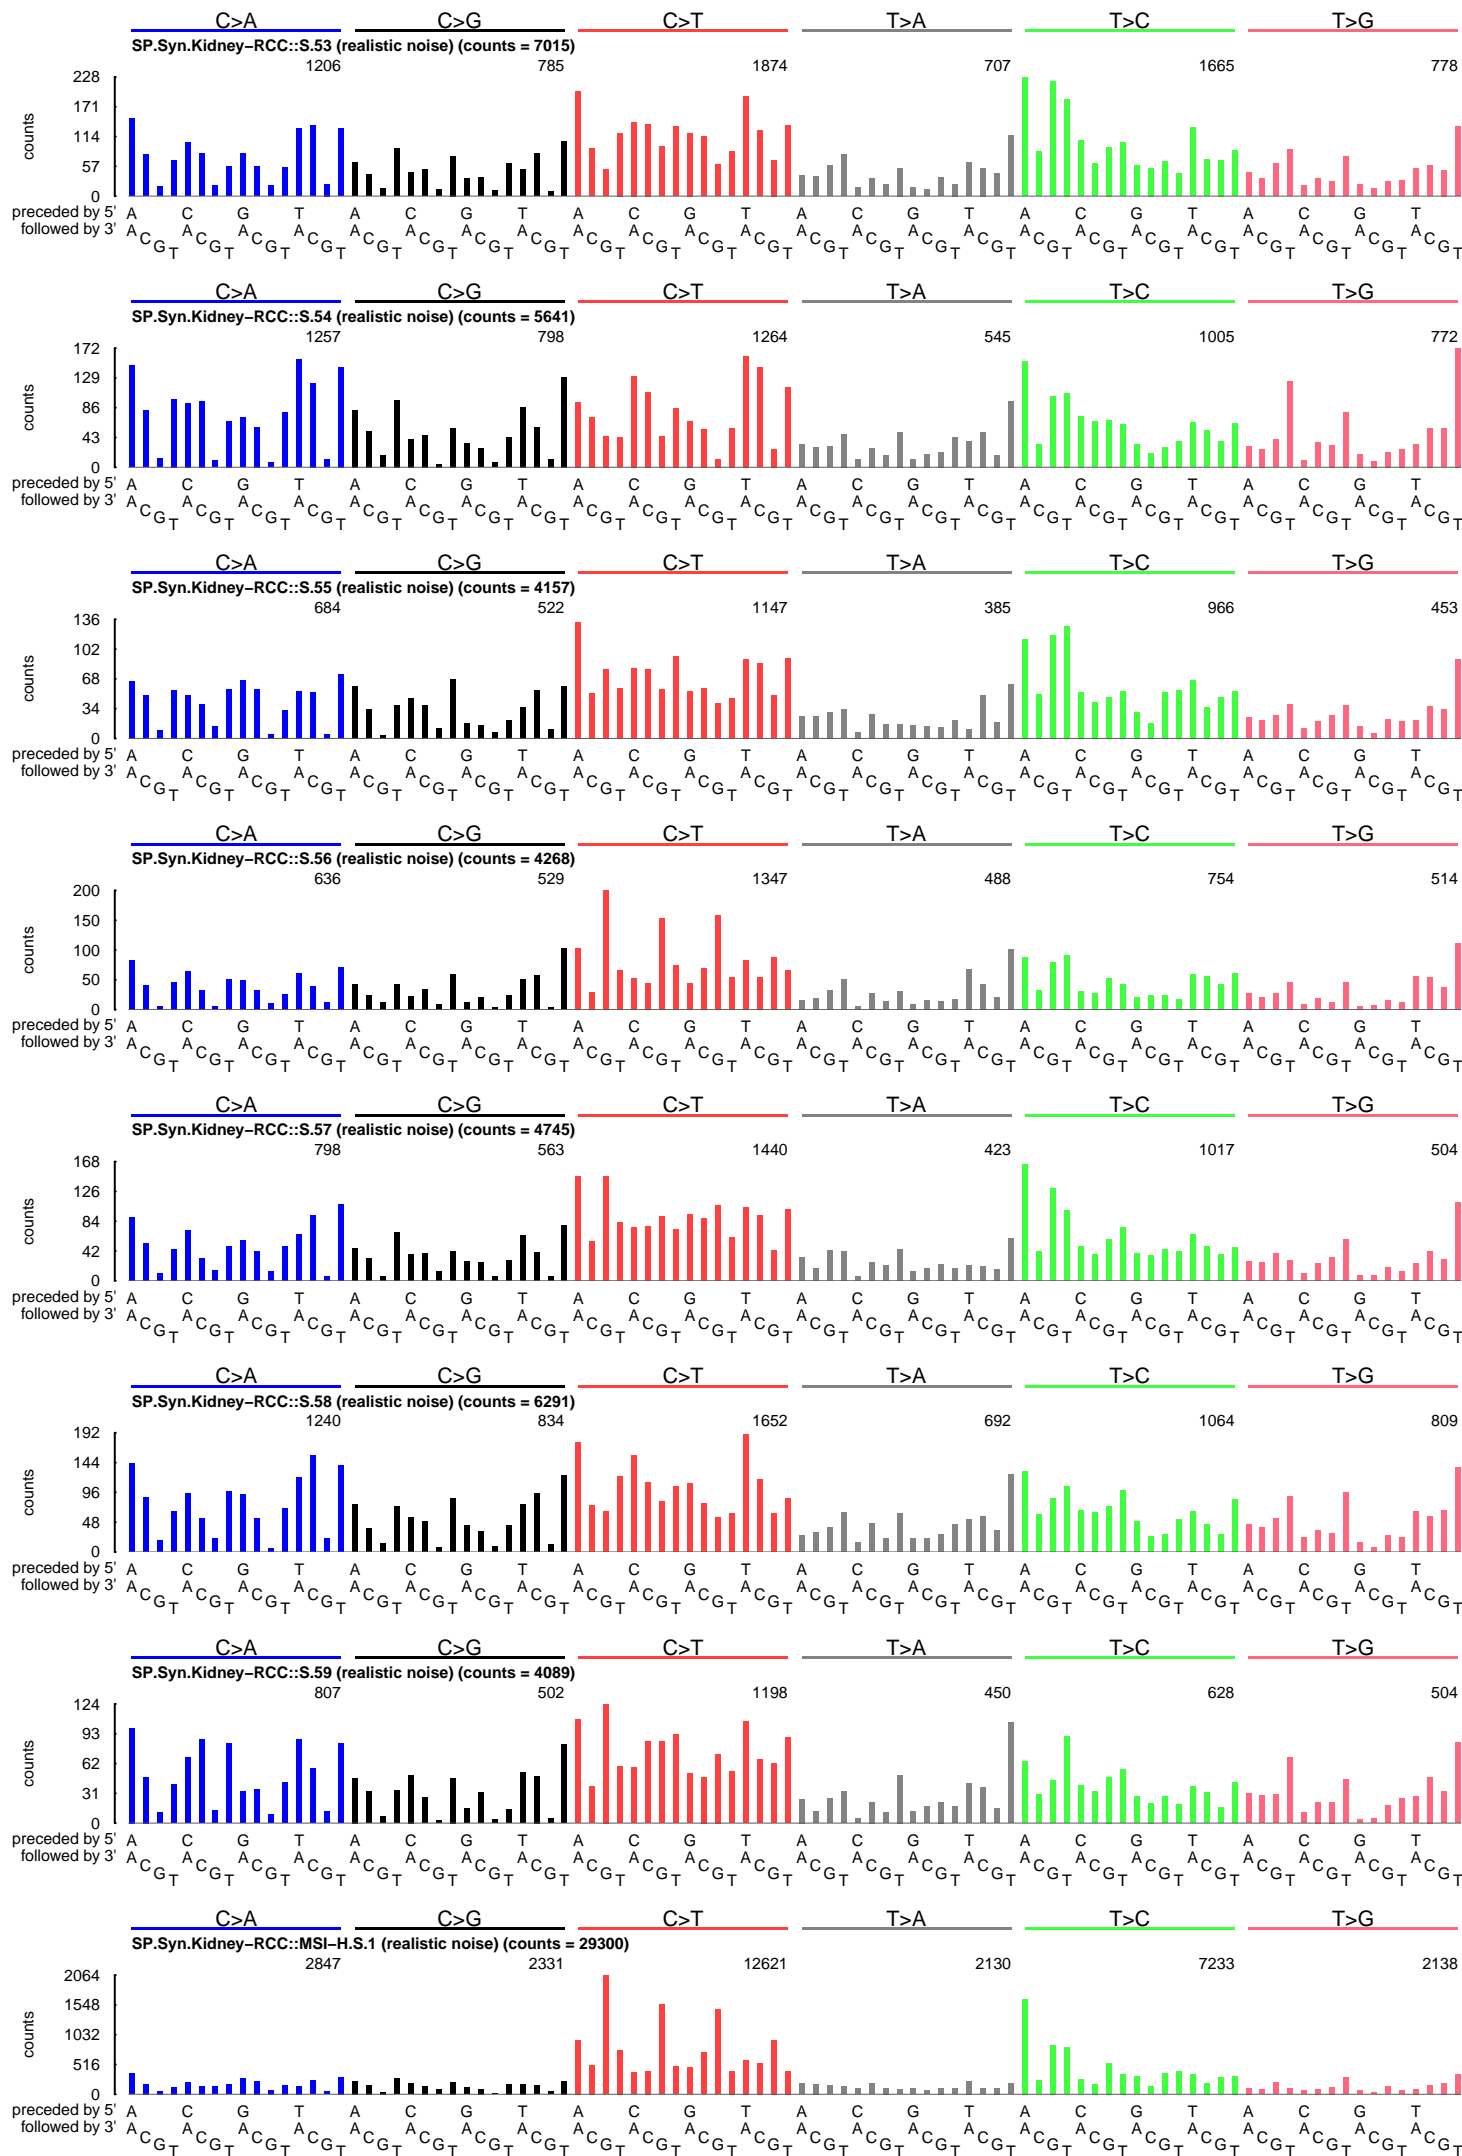 C>A C>G C>T T>A T>C T>G
SP.Syn.Kidney−RCC::S.53 (realistic noise) (counts = 7015)
1206 785 1874 707 1665 778
228
171
114
57
0
counts
preceded by 5' A C G T A C G T A C G T A C G T A C G T A C G T
followed by 3' A C G T A C G T A C G T A C G T A C G T A C G T A C G T A C G T A C G T A C G T A C G T A C G T A C G T A C G T A C G T A C G T A C G T A C G T A C G T A C G T A C G T A C G T A C G T A C G T
C>A C>G C>T T>A T>C T>G
SP.Syn.Kidney−RCC::S.54 (realistic noise) (counts = 5641)
1257 798 1264 545 1005 772
172
129
86
43
0
counts
preceded by 5' A C G T A C G T A C G T A C G T A C G T A C G T
followed by 3' A C G T A C G T A C G T A C G T A C G T A C G T A C G T A C G T A C G T A C G T A C G T A C G T A C G T A C G T A C G T A C G T A C G T A C G T A C G T A C G T A C G T A C G T A C G T A C G T
C>A C>G C>T T>A T>C T>G
SP.Syn.Kidney−RCC::S.55 (realistic noise) (counts = 4157)
684 522 1147 385 966 453
136
102
68
34
0
counts
preceded by 5' A C G T A C G T A C G T A C G T A C G T A C G T
followed by 3' A C G T A C G T A C G T A C G T A C G T A C G T A C G T A C G T A C G T A C G T A C G T A C G T A C G T A C G T A C G T A C G T A C G T A C G T A C G T A C G T A C G T A C G T A C G T A C G T
C>A C>G C>T T>A T>C T>G
SP.Syn.Kidney−RCC::S.56 (realistic noise) (counts = 4268)
636 529 1347 488 754 514
200
150
100
50
0
counts
preceded by 5' A C G T A C G T A C G T A C G T A C G T A C G T
followed by 3' A C G T A C G T A C G T A C G T A C G T A C G T A C G T A C G T A C G T A C G T A C G T A C G T A C G T A C G T A C G T A C G T A C G T A C G T A C G T A C G T A C G T A C G T A C G T A C G T
C>A C>G C>T T>A T>C T>G
SP.Syn.Kidney−RCC::S.57 (realistic noise) (counts = 4745)
798 563 1440 423 1017 504
168
126
84
42
0
counts
preceded by 5' A C G T A C G T A C G T A C G T A C G T A C G T
followed by 3' A C G T A C G T A C G T A C G T A C G T A C G T A C G T A C G T A C G T A C G T A C G T A C G T A C G T A C G T A C G T A C G T A C G T A C G T A C G T A C G T A C G T A C G T A C G T A C G T
C>A C>G C>T T>A T>C T>G
SP.Syn.Kidney−RCC::S.58 (realistic noise) (counts = 6291)
1240 834 1652 692 1064 809
192
144
96
48
0
counts
preceded by 5' A C G T A C G T A C G T A C G T A C G T A C G T
followed by 3' A C G T A C G T A C G T A C G T A C G T A C G T A C G T A C G T A C G T A C G T A C G T A C G T A C G T A C G T A C G T A C G T A C G T A C G T A C G T A C G T A C G T A C G T A C G T A C G T
C>A C>G C>T T>A T>C T>G
SP.Syn.Kidney−RCC::S.59 (realistic noise) (counts = 4089)
807 502 1198 450 628 504
124
93
62
31
0
counts
preceded by 5' A C G T A C G T A C G T A C G T A C G T A C G T
followed by 3' A C G T A C G T A C G T A C G T A C G T A C G T A C G T A C G T A C G T A C G T A C G T A C G T A C G T A C G T A C G T A C G T A C G T A C G T A C G T A C G T A C G T A C G T A C G T A C G T
C>A C>G C>T T>A T>C T>G
SP.Syn.Kidney−RCC::MSI−H.S.1 (realistic noise) (counts = 29300)
2847 2331 12621 2130 7233 2138
2064
1548
1032
516
0
counts
preceded by 5' A C G T A C G T A C G T A C G T A C G T A C G T
followed by 3' A C G T A C G T A C G T A C G T A C G T A C G T A C G T A C G T A C G T A C G T A C G T A C G T A C G T A C G T A C G T A C G T A C G T A C G T A C G T A C G T A C G T A C G T A C G T A C G T